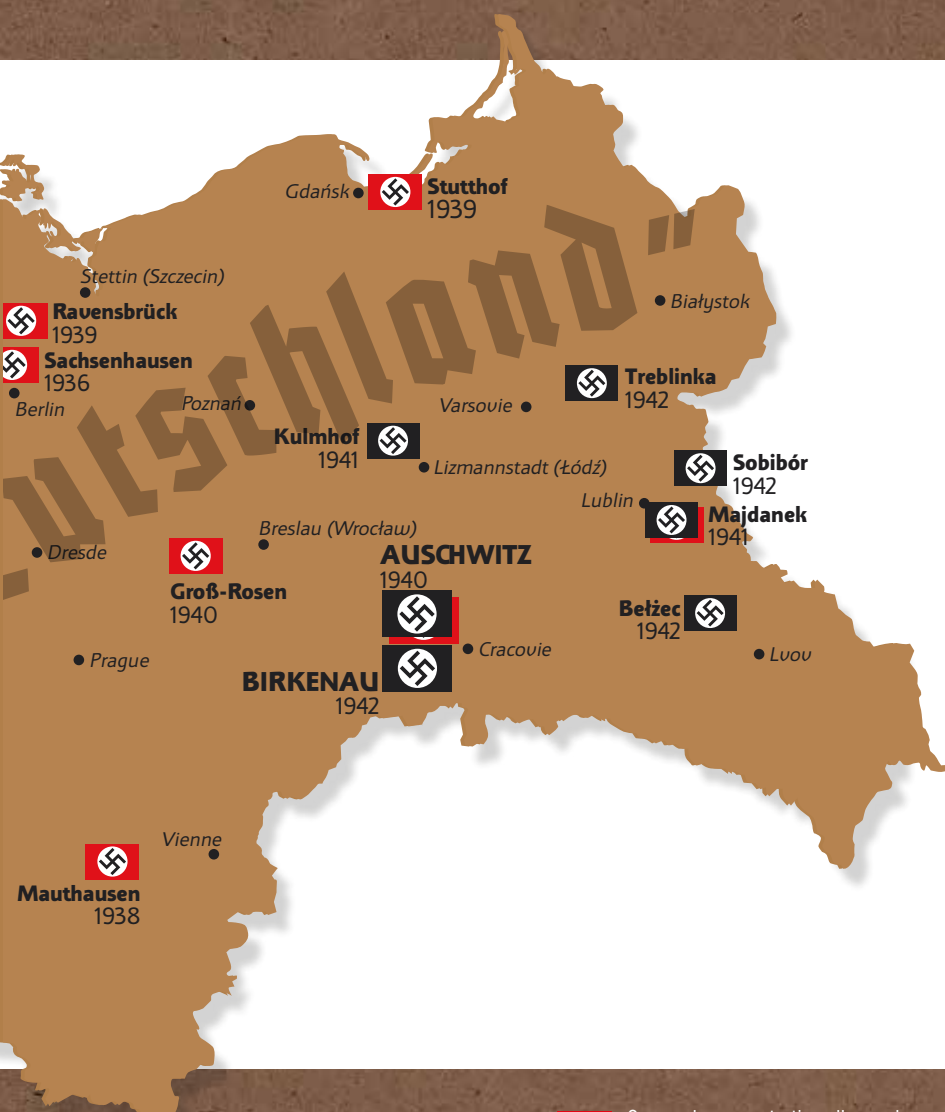 Gdańsk
Stutthof
1939
Stettin (Szczecin)
Białystok
Ravensbrück
1939
Sachsenhausen
1936
Berlin
Poznań
Varsovie
Treblinka
1942
Kulmhof
1941
Lizmannstadt (Łódź)
Sobibór
1942
Lublin
Majdanek
1941
Breslau (Wrocław)
Dresde
AUSCHWITZ
1940
Groß-Rosen
1940
Bełżec
1942
Lvov
Cracovie
Prague
BIRKENAU
1942
Vienne
Mauthausen
1938
utschland”